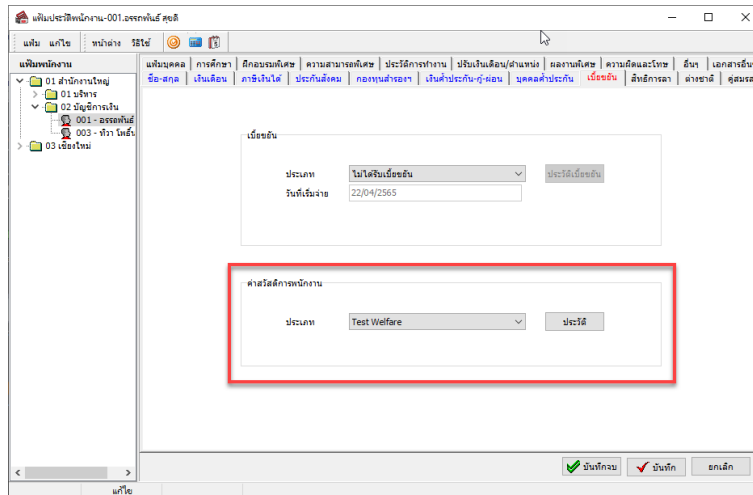 แฟ้มประวัติพนักงาน-001.อรรถพันธ์ สุขดี
แฟ้ม แก้ไข หน้าต่าง วิธีใช้
แฟ้มพนักงาน
01 สำนักงานใหญ่
01 บริหาร
02 บัญชีการเงิน
001 - อรรถพันธ์
003 - ทิวา โพธิ์น
03 เชียงใหม่
แฟ้มบุคคล การศึกษา ฝึกอบรมพิเศษ ความสามารถพิเศษ ประวัติการทำงาน ปรับเงินเดือน/ตำแหน่ง ผลงานพิเศษ ความผิดและโทษ อื่นๆ เอกสารอื่นๆ
ชื่อ-สกุล เงินเดือน ภาษีเงินได้ ประกันสังคม กองทุนสำรองฯ เงินค้ำประกัน-กู้-ผ่อน บุคคลค้ำประกัน เบี้ยขยัน สิทธิการลา ต่างชาติ คู่สมรส
เบี้ยขยัน
ประเภท ไม่ได้รับเบี้ยขยัน ประวัติเบี้ยขยัน
วันที่เริ่มจ่าย 22/04/2565
ค่าสวัสดิการพนักงาน
ประเภท Test Welfare ประวัติ
บันทึกจบ บันทึก ยกเลิก
แก้ไข